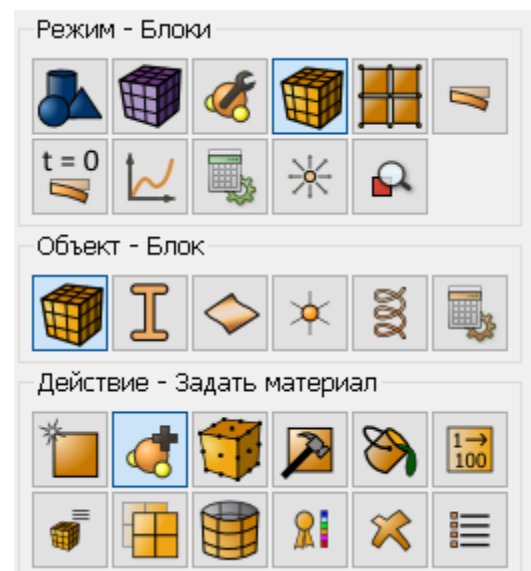 Режим - Блоки
t = 0
Объект - Блок
Действие - Задать материал
1→
100